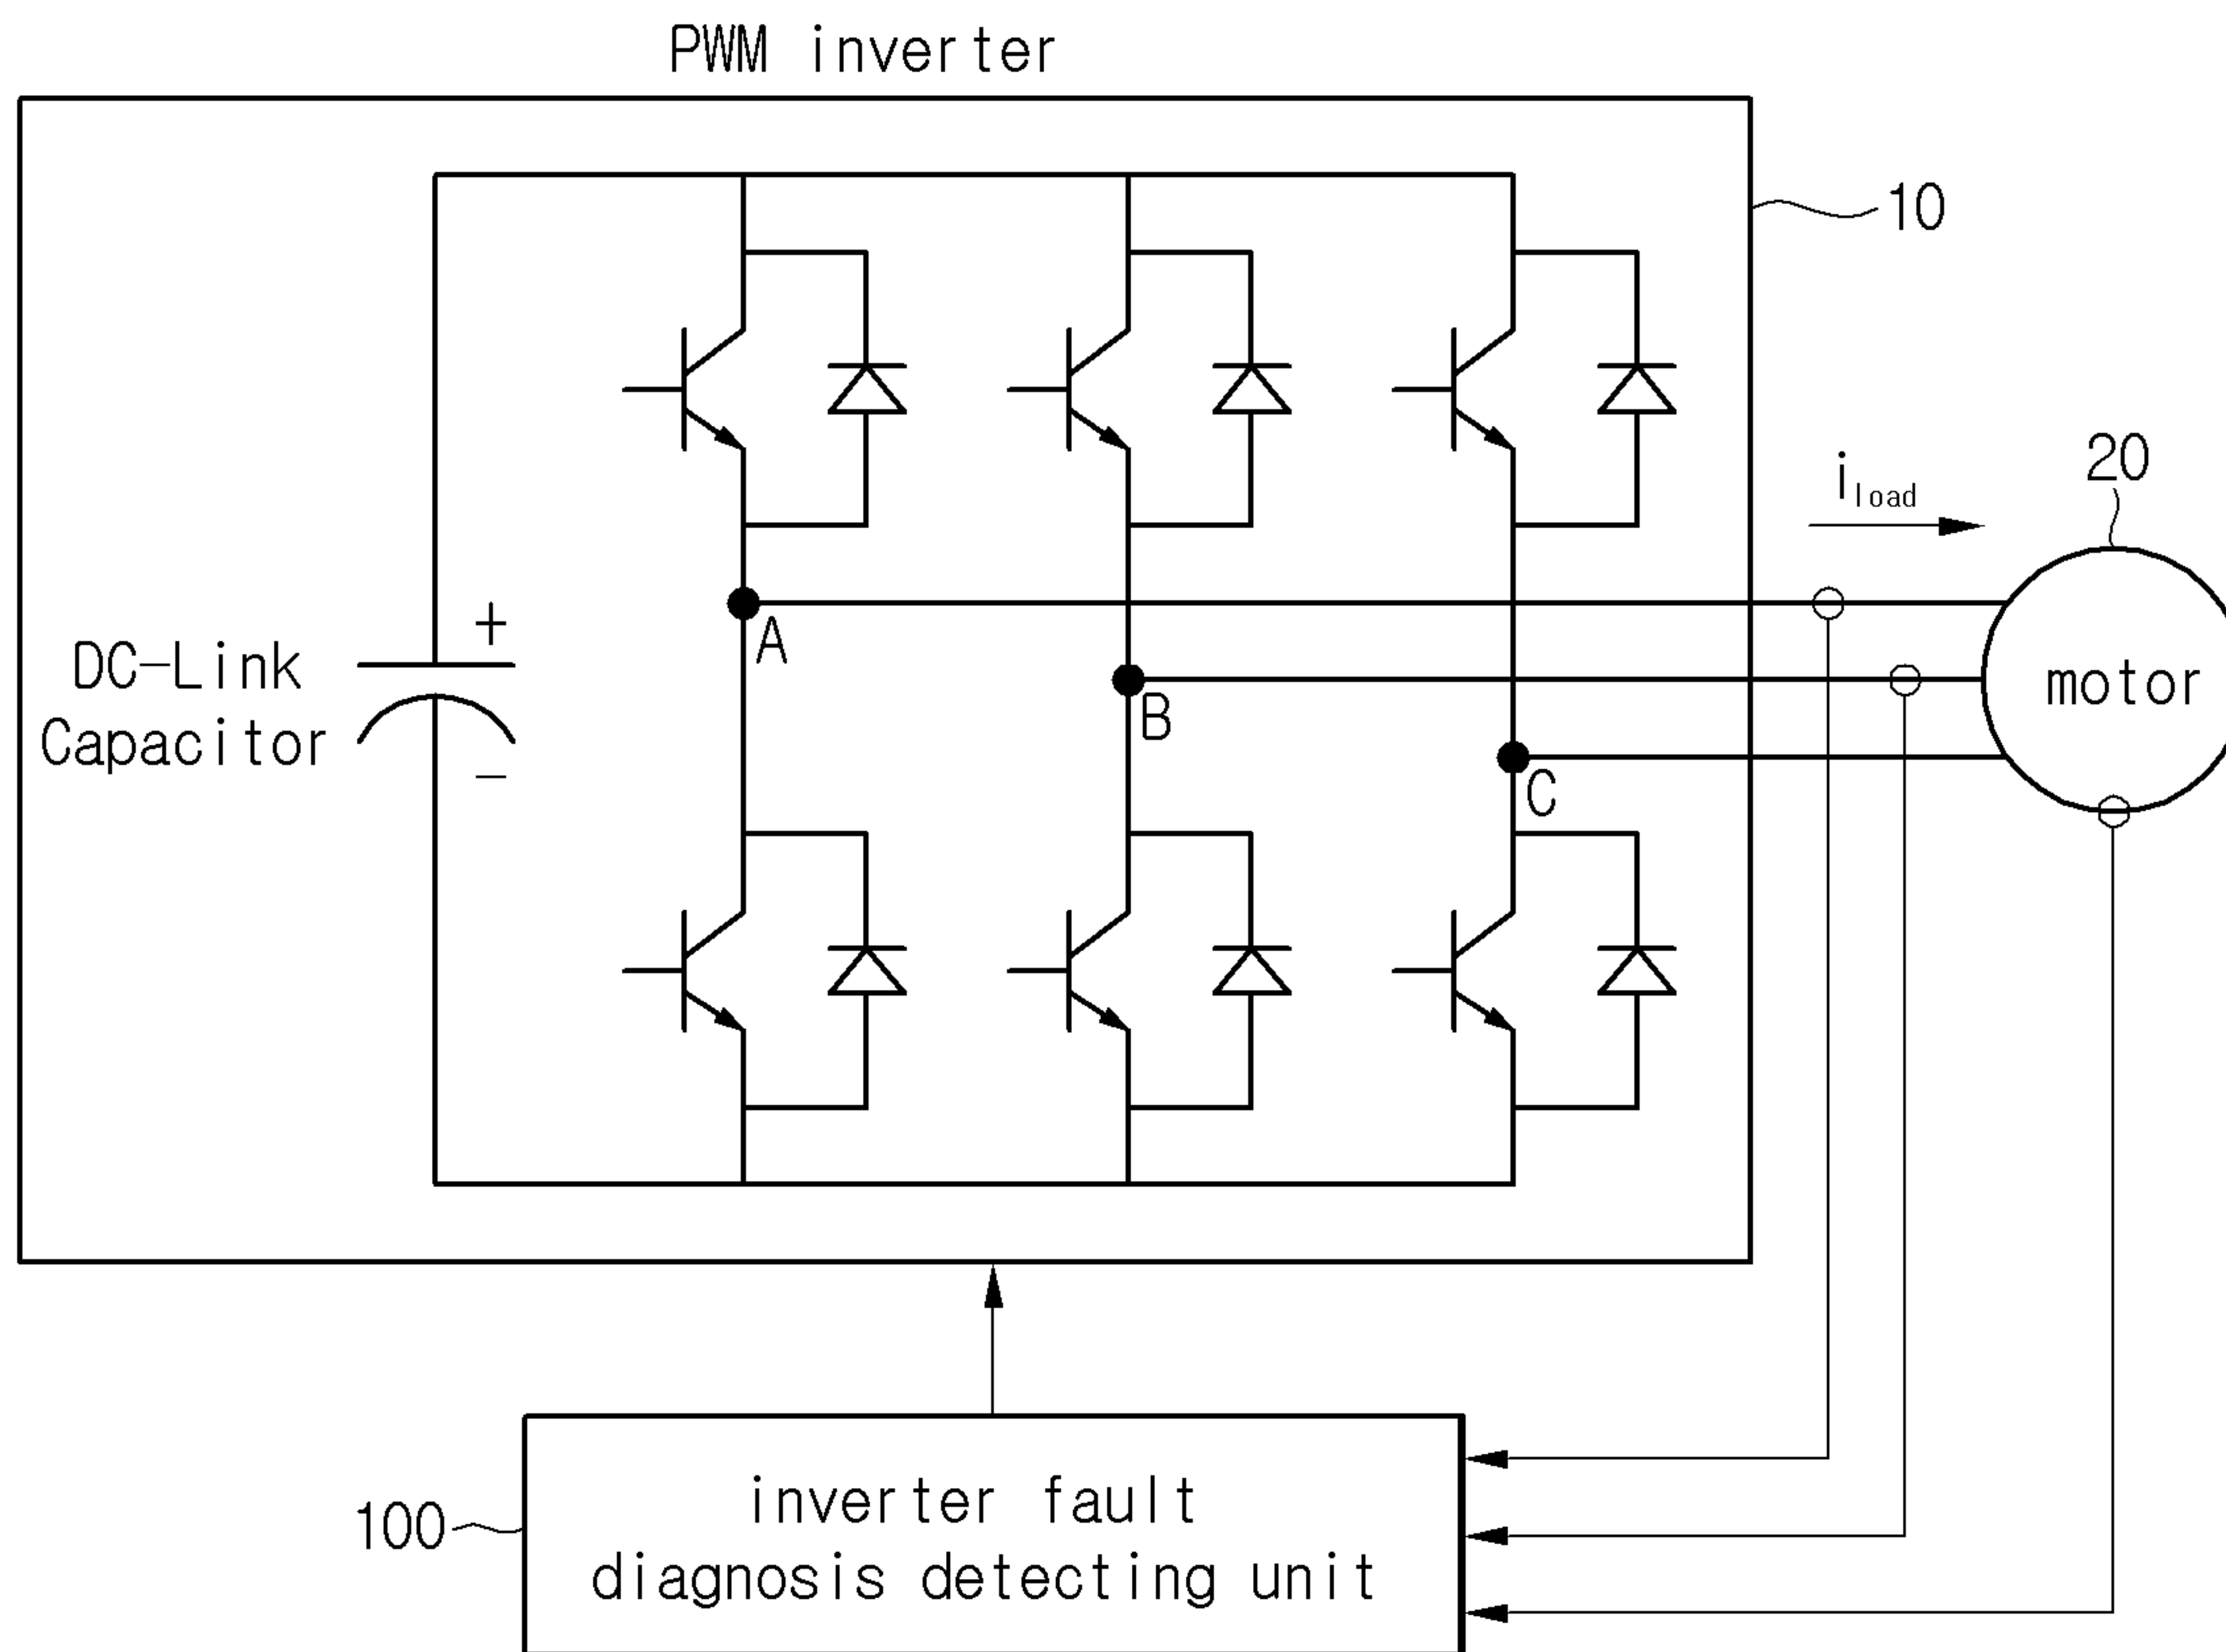 PWM inverter
10
20
i_load
DC-Link
Capacitor
+
−
A
B
C
motor
100
inverter fault
diagnosis detecting unit